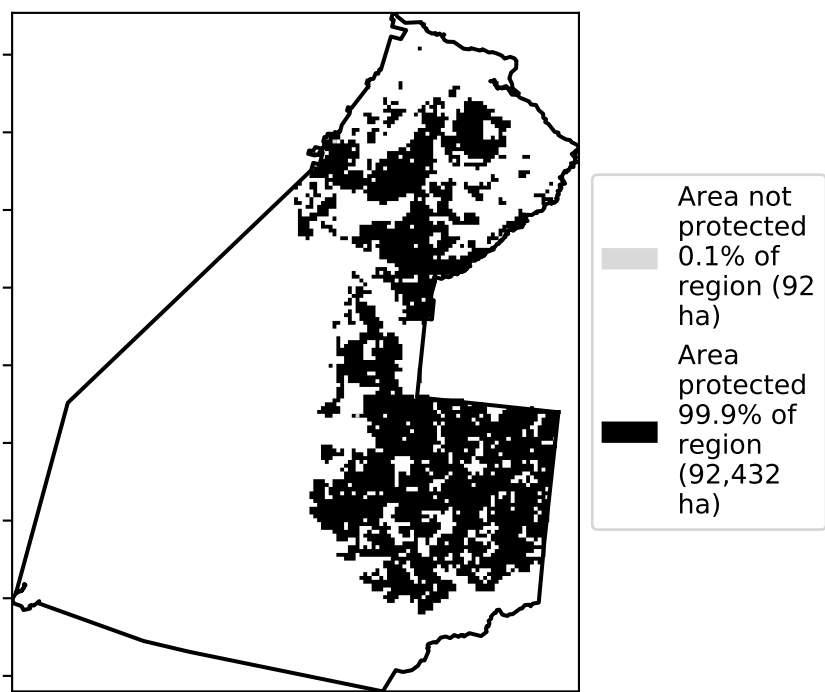 Area not
protected
0.1% of
region (92
ha)
Area
protected
99.9% of
region
(92,432
ha)